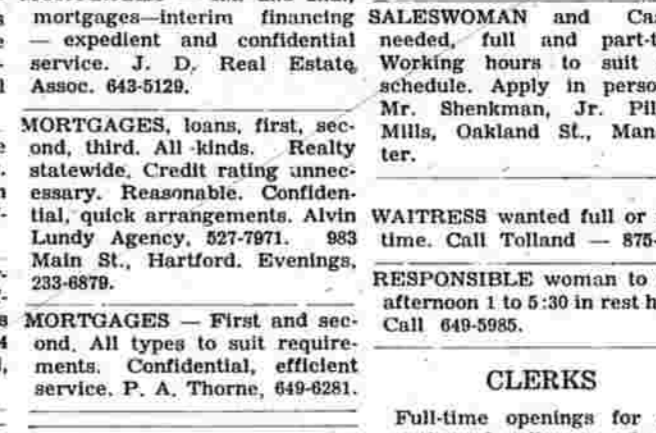 mortgages—interim financing
— expedient and confidential
service. J. D. Real Estate
Assoc. 643-5129.
MORTGAGES, loans, first, sec-
ond, third. All kinds. Realty
statewide. Credit rating unnec-
essary. Reasonable. Confiden-
tial, quick arrangements. Alvin
Lundy Agency. 527-7971. 983
Main St., Hartford. Evenings,
233-6879.
MORTGAGES — First and sec-
ond. All types to suit require-
ments. Confidential, efficient
service. P. A. Thorne, 649-6281.
SALESWOMAN and
needed, full and part-t
Working hours to suit
schedule. Apply in perso
Mr. Shenkman, Jr. Pil
Mills, Oakland St., Man
ter.
WAITRESS wanted full or
time. Call Tolland — 875-
RESPONSIBLE woman to
afternoon 1 to 5:30 in rest h
Call 649-5985.
CLERKS
Full-time openings for